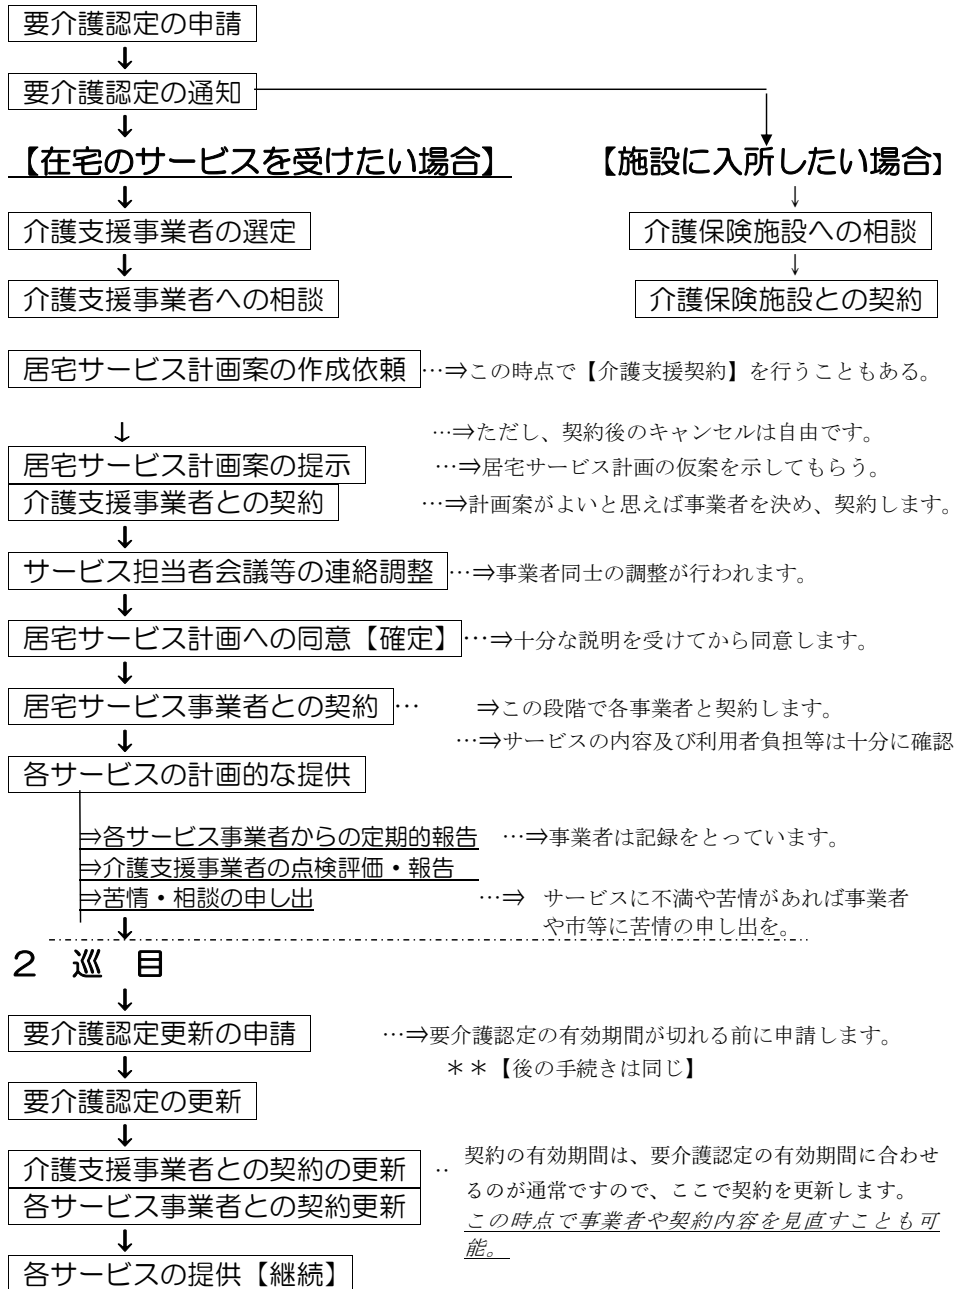 要介護認定の申請
↓
要介護認定の通知
↓
【在宅のサービスを受けたい場合】 【施設に入所したい場合】
↓ ↓
介護支援事業者の選定 介護保険施設への相談
↓ ↓
介護支援事業者への相談 介護保険施設との契約
居宅サービス計画案の作成依頼 …⇒この時点で【介護支援契約】を行うこともある。
↓ …⇒ただし、契約後のキャンセルは自由です。
居宅サービス計画案の提示 …⇒居宅サービス計画の仮案を示してもらう。
介護支援事業者との契約 …⇒計画案がよいと思えば事業者を決め、契約します。
↓
サービス担当者会議等の連絡調整 …⇒事業者同士の調整が行われます。
↓
居宅サービス計画への同意【確定】 …⇒十分な説明を受けてから同意します。
↓
居宅サービス事業者との契約 … ⇒この段階で各事業者と契約します。
↓ …⇒サービスの内容及び利用者負担等は十分に確認
各サービスの計画的な提供
⇒各サービス事業者からの定期的報告 …⇒事業者は記録をとっています。
⇒介護支援事業者の点検評価・報告
⇒苦情・相談の申し出 …⇒ サービスに不満や苦情があれば事業者
や市等に苦情の申し出を。
↓
２ 巡 目
↓
要介護認定更新の申請 …⇒要介護認定の有効期間が切れる前に申請します。
↓ ＊＊【後の手続きは同じ】
要介護認定の更新
↓
介護支援事業者との契約の更新 ‥ 契約の有効期間は、要介護認定の有効期間に合わせ
各サービス事業者との契約更新 るのが通常ですので、ここで契約を更新します。
↓ この時点で事業者や契約内容を見直すことも可
能。
各サービスの提供【継続】